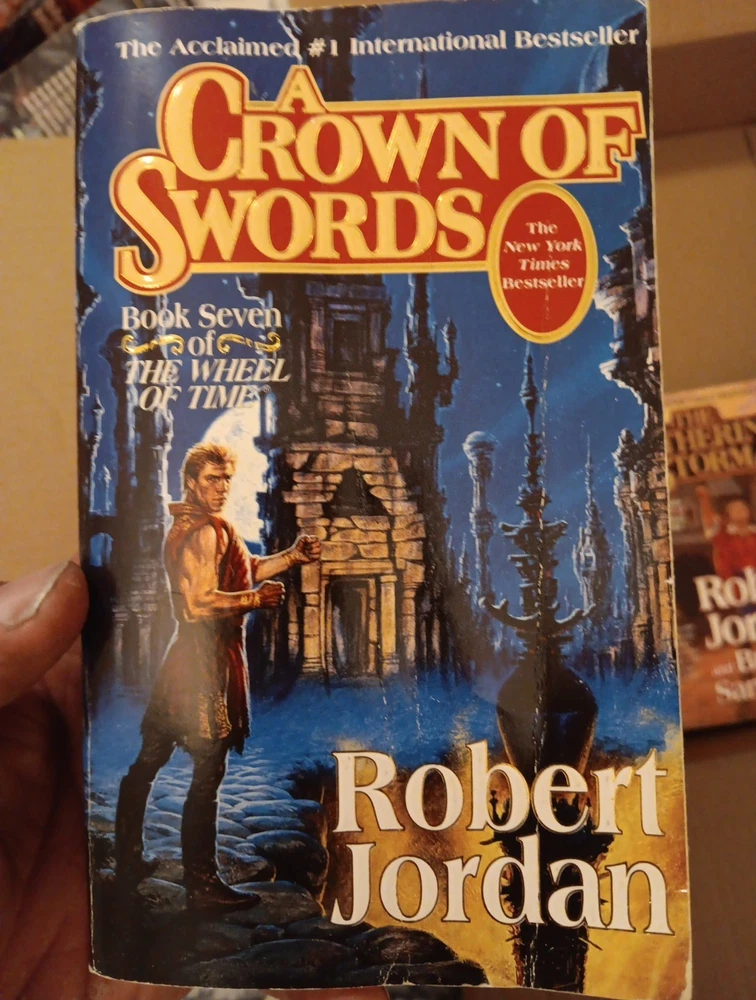 The Acclaimed #1 International Bestseller
A
CROWN OF
SWORDS
The
New York
Times
Bestseller
Book Seven
of
THE WHEEL
OF TIME®
Robert
Jordan
THE